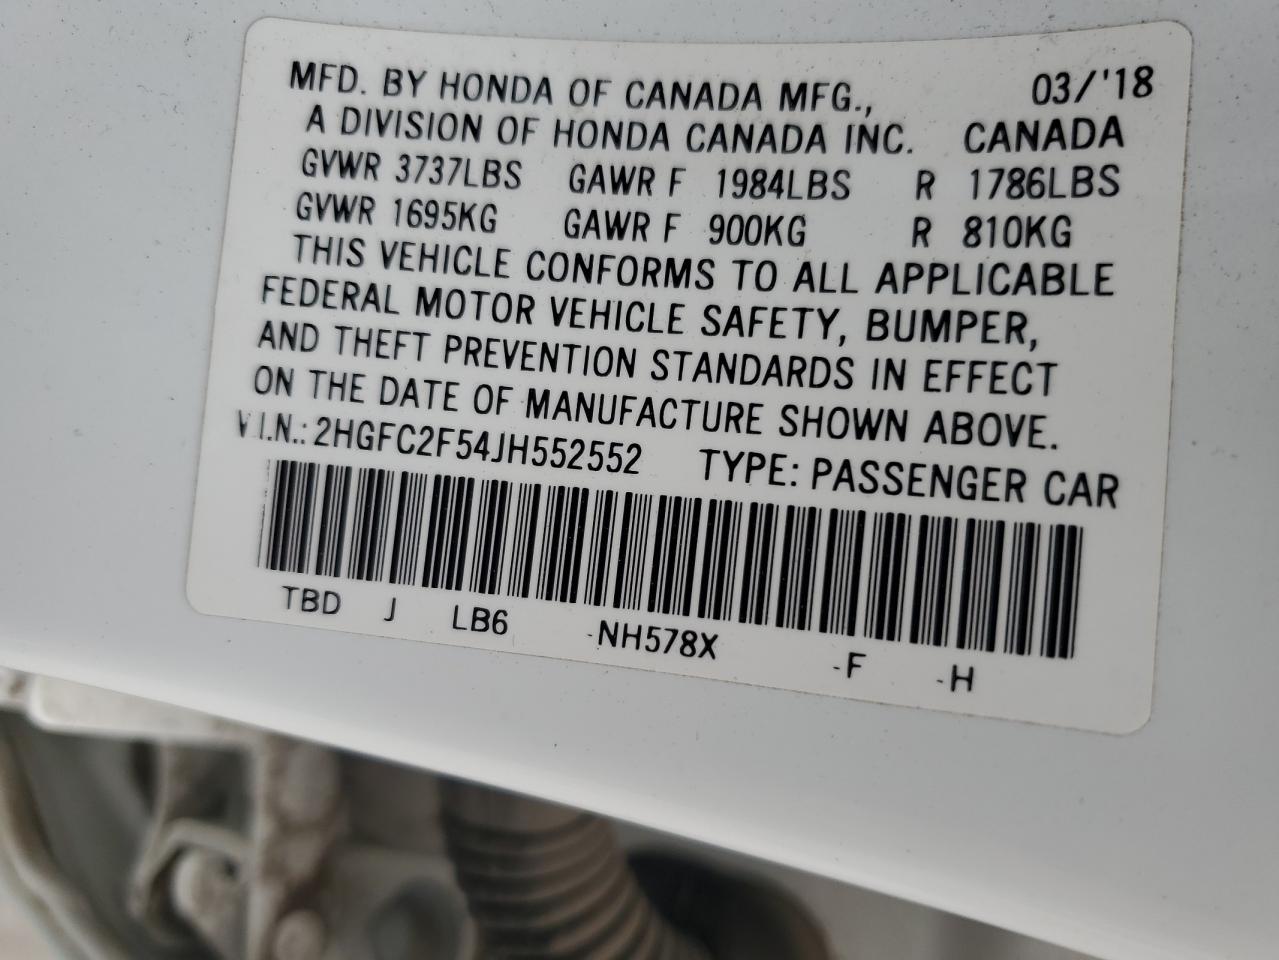 MFD. BY HONDA OF CANADA MFG., 03/'18
A DIVISION OF HONDA CANADA INC. CANADA
GVWR 3737LBS GAWR F 1984LBS R 1786LBS
GVWR 1695KG GAWR F 900KG R 810KG
THIS VEHICLE CONFORMS TO ALL APPLICABLE
FEDERAL MOTOR VEHICLE SAFETY, BUMPER,
AND THEFT PREVENTION STANDARDS IN EFFECT
ON THE DATE OF MANUFACTURE SHOWN ABOVE.
V.I.N.: 2HGFC2F54JH552552 TYPE: PASSENGER CAR
TBD J LB6 -NH578X -F -H